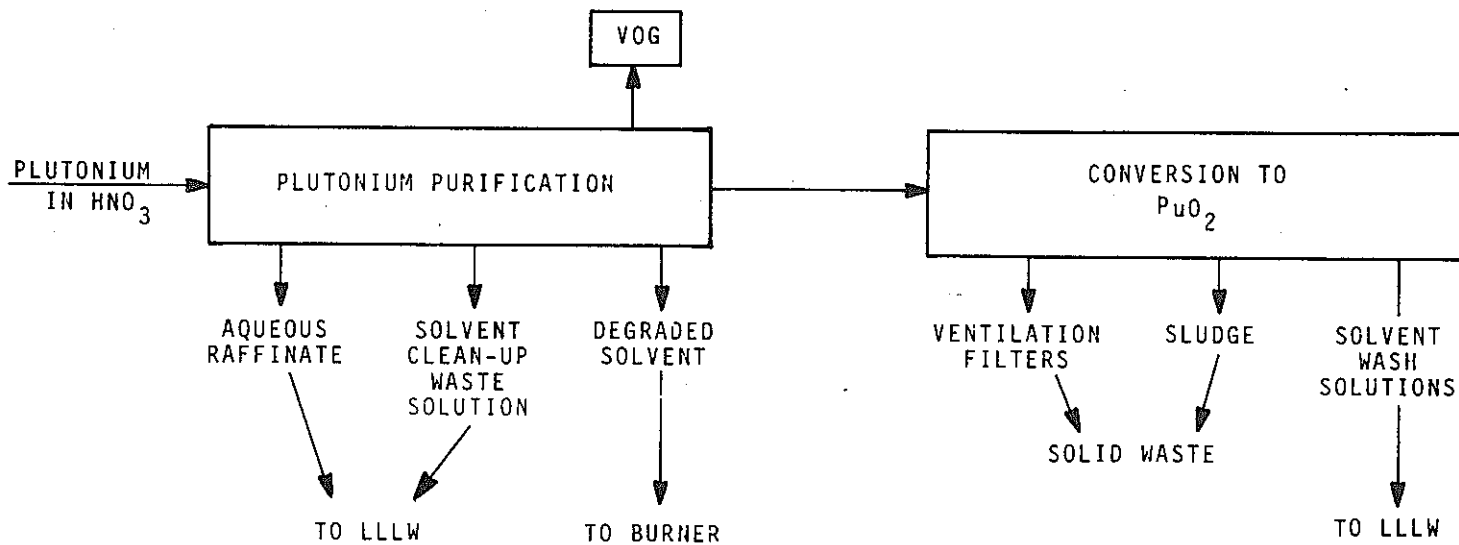 VOG
PLUTONIUM
IN HNO3
PLUTONIUM PURIFICATION
CONVERSION TO
PuO2
AQUEOUS
RAFFINATE
SOLVENT
CLEAN-UP
WASTE
SOLUTION
DEGRADED
SOLVENT
VENTILATION
FILTERS
SLUDGE
SOLVENT
WASH
SOLUTIONS
SOLID WASTE
TO LLLW
TO BURNER
TO LLLW